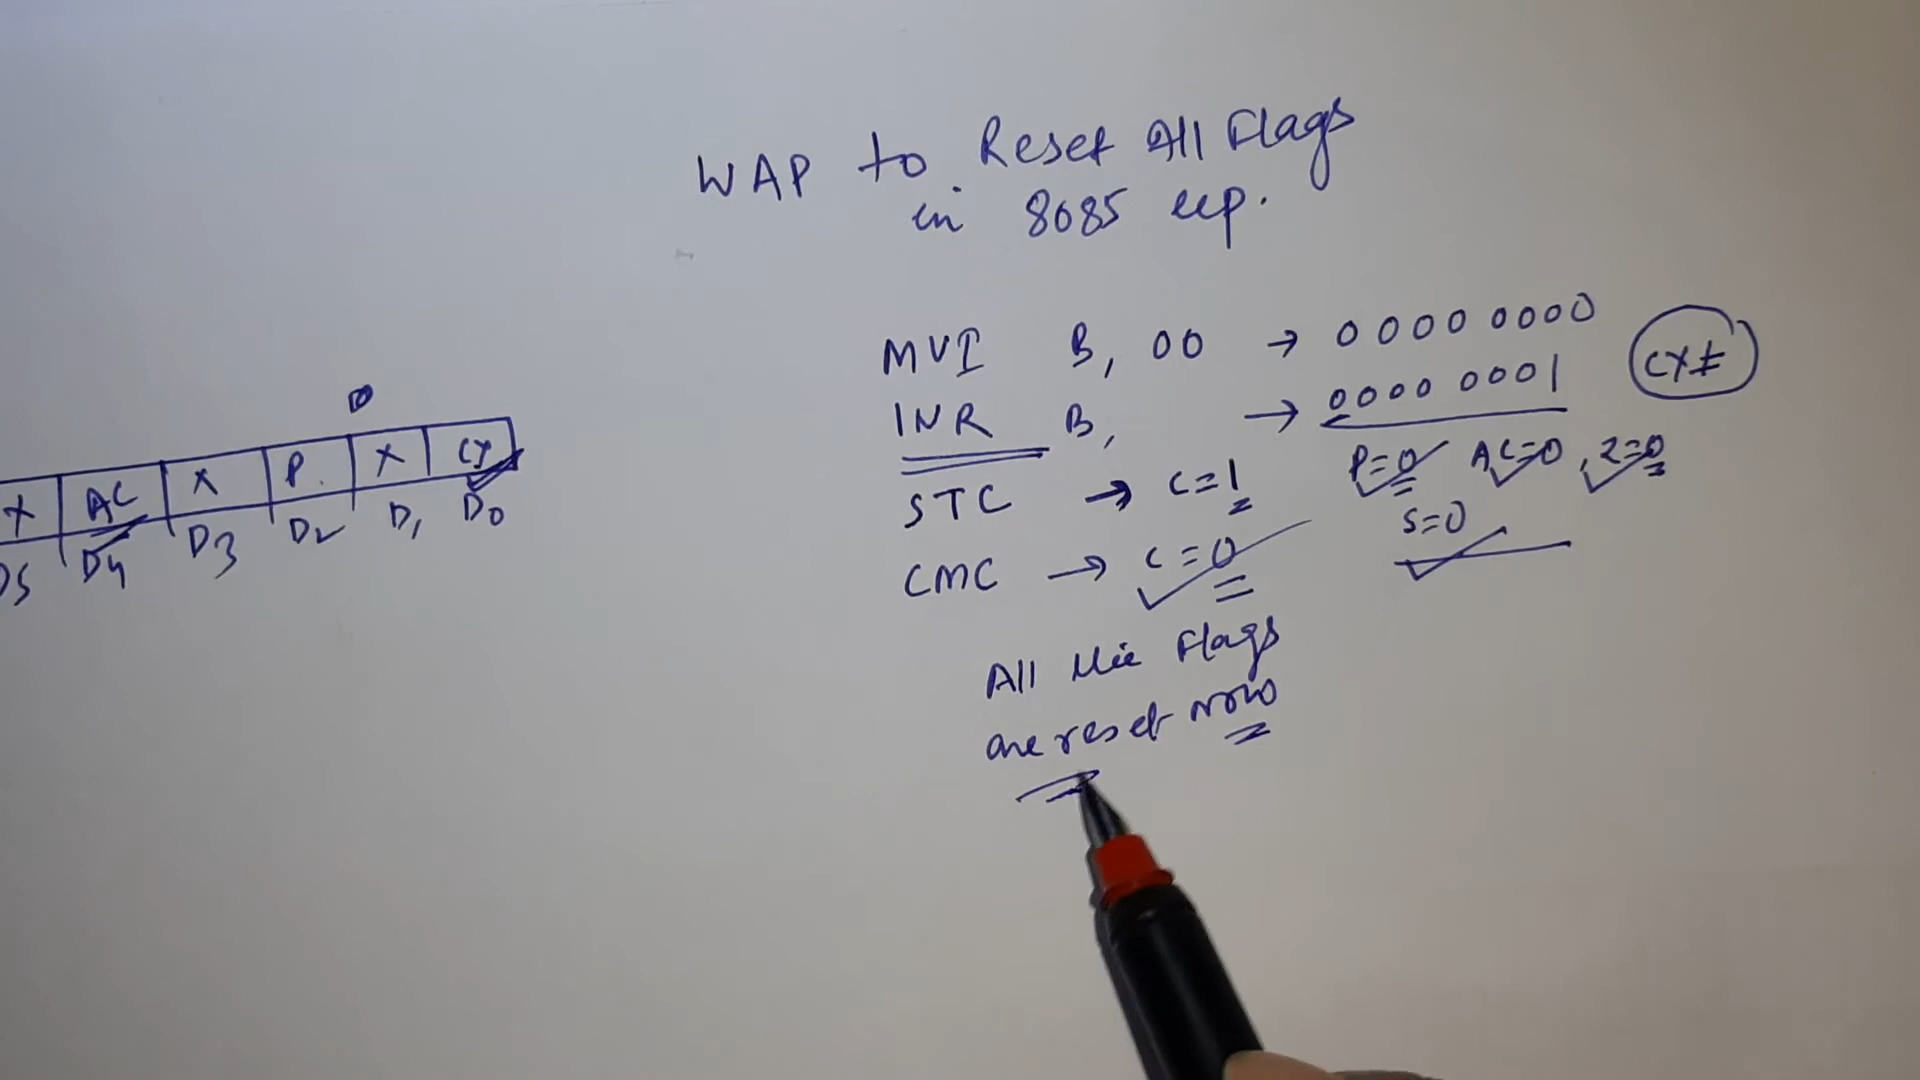 WAP to Reset All Flags
in 8085 up.
MVI B, 00 → 0000 0000
INR B, → 0000 0001
CY
P=0 AC=0, Z=0
S=0
STC → C=1
CMC → C=0
All the Flags
are reset now
X AC X P X CY
D5 D4 D3 D2 D1 D0